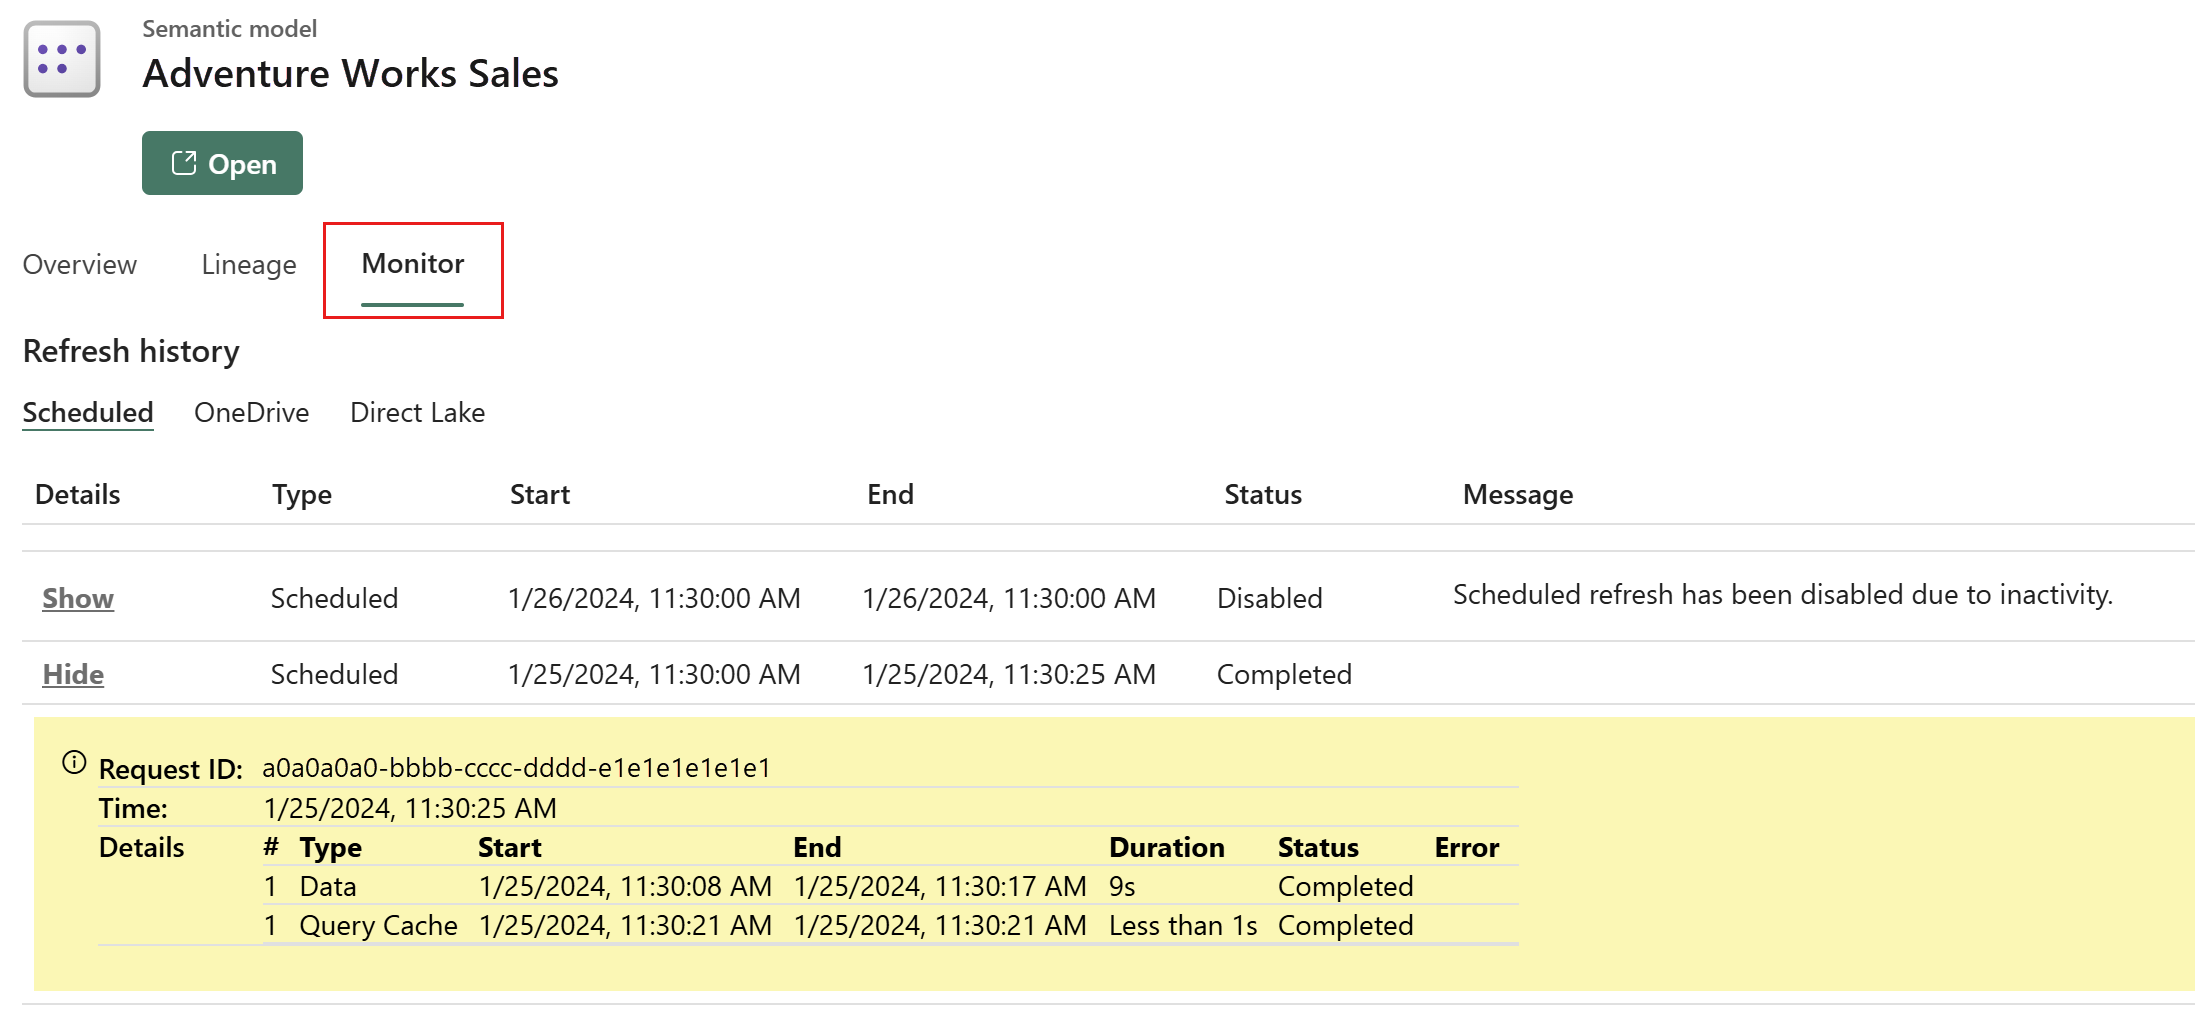 Semantic model
Adventure Works Sales
Open
Overview Lineage Monitor
Refresh history
Scheduled OneDrive Direct Lake
Details Type Start End Status Message
Show Scheduled 1/26/2024, 11:30:00 AM 1/26/2024, 11:30:00 AM Disabled Scheduled refresh has been disabled due to inactivity.
Hide Scheduled 1/25/2024, 11:30:00 AM 1/25/2024, 11:30:25 AM Completed
Request ID: a0a0a0a0-bbbb-cccc-dddd-e1e1e1e1e1e1
Time: 1/25/2024, 11:30:25 AM
Details # Type Start End Duration Status Error
1 Data 1/25/2024, 11:30:08 AM 1/25/2024, 11:30:17 AM 9s Completed
1 Query Cache 1/25/2024, 11:30:21 AM 1/25/2024, 11:30:21 AM Less than 1s Completed